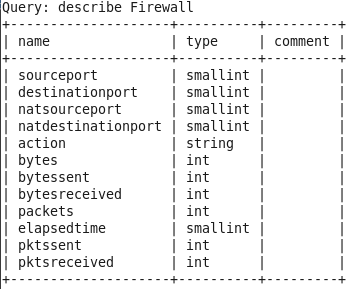 Query: describe Firewall
+--------------------+----------+---------+
| name               | type     | comment |
+--------------------+----------+---------+
| sourceport         | smallint |         |
| destinationport    | smallint |         |
| natsourceport      | smallint |         |
| natdestinationport | smallint |         |
| action             | string   |         |
| bytes              | int      |         |
| bytessent          | int      |         |
| bytesreceived      | int      |         |
| packets            | int      |         |
| elapsedtime        | smallint |         |
| pktssent           | int      |         |
| pktsreceived       | int      |         |
+--------------------+----------+---------+